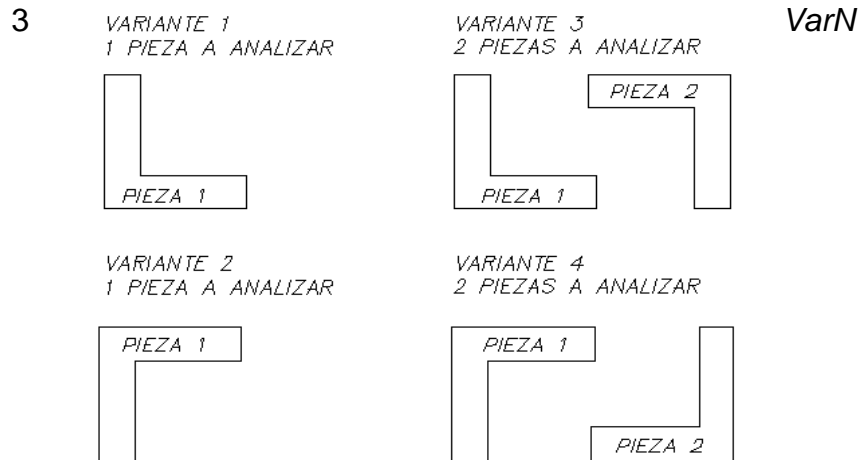 3
VARIANTE 1
1 PIEZA A ANALIZAR
PIEZA 1
VARIANTE 3
2 PIEZAS A ANALIZAR
PIEZA 2
PIEZA 1
VarN
VARIANTE 2
1 PIEZA A ANALIZAR
PIEZA 1
VARIANTE 4
2 PIEZAS A ANALIZAR
PIEZA 1
PIEZA 2